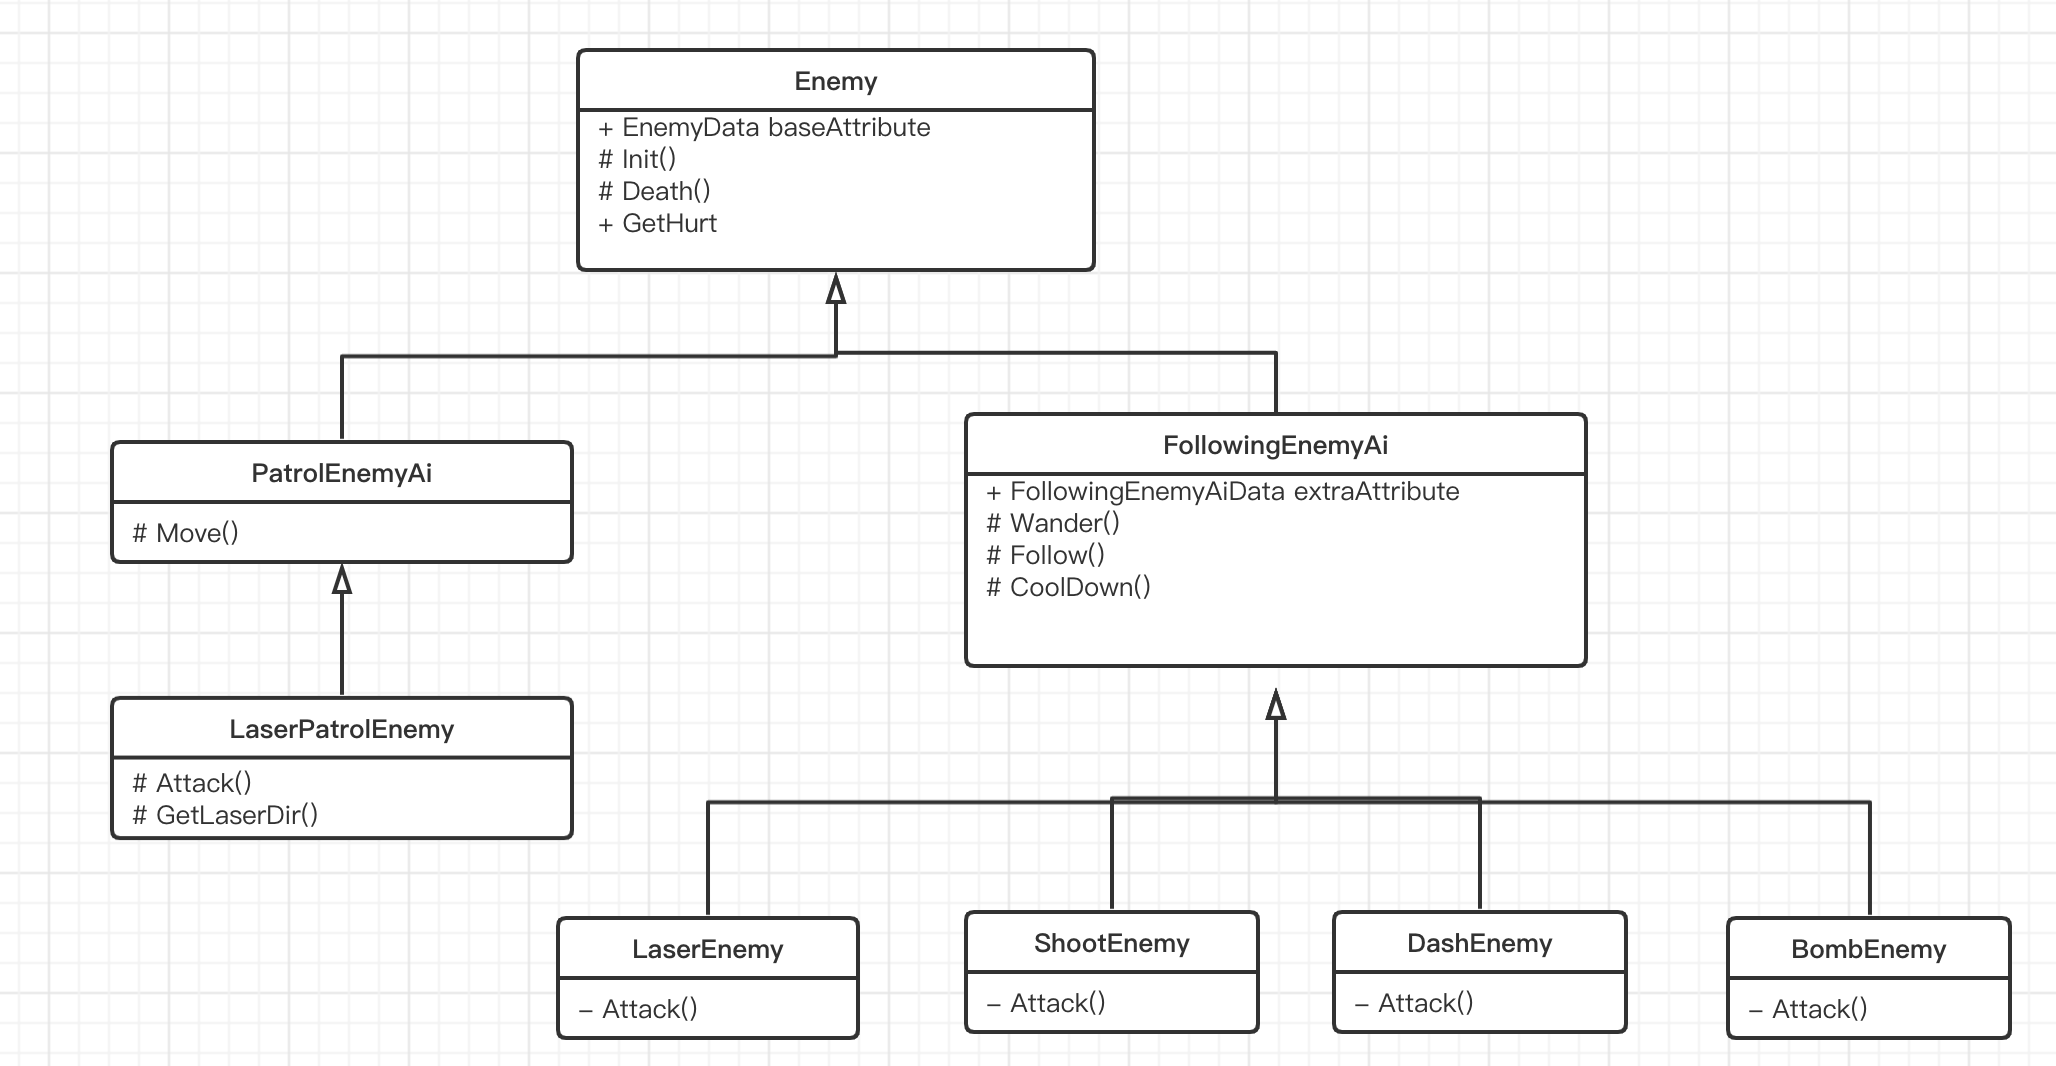 Enemy
+ EnemyData baseAttribute
# Init()
# Death()
+ GetHurt
PatrolEnemyAi
# Move()
FollowingEnemyAi
+ FollowingEnemyAiData extraAttribute
# Wander()
# Follow()
# CoolDown()
LaserPatrolEnemy
# Attack()
# GetLaserDir()
LaserEnemy
– Attack()
ShootEnemy
– Attack()
DashEnemy
– Attack()
BombEnemy
– Attack()